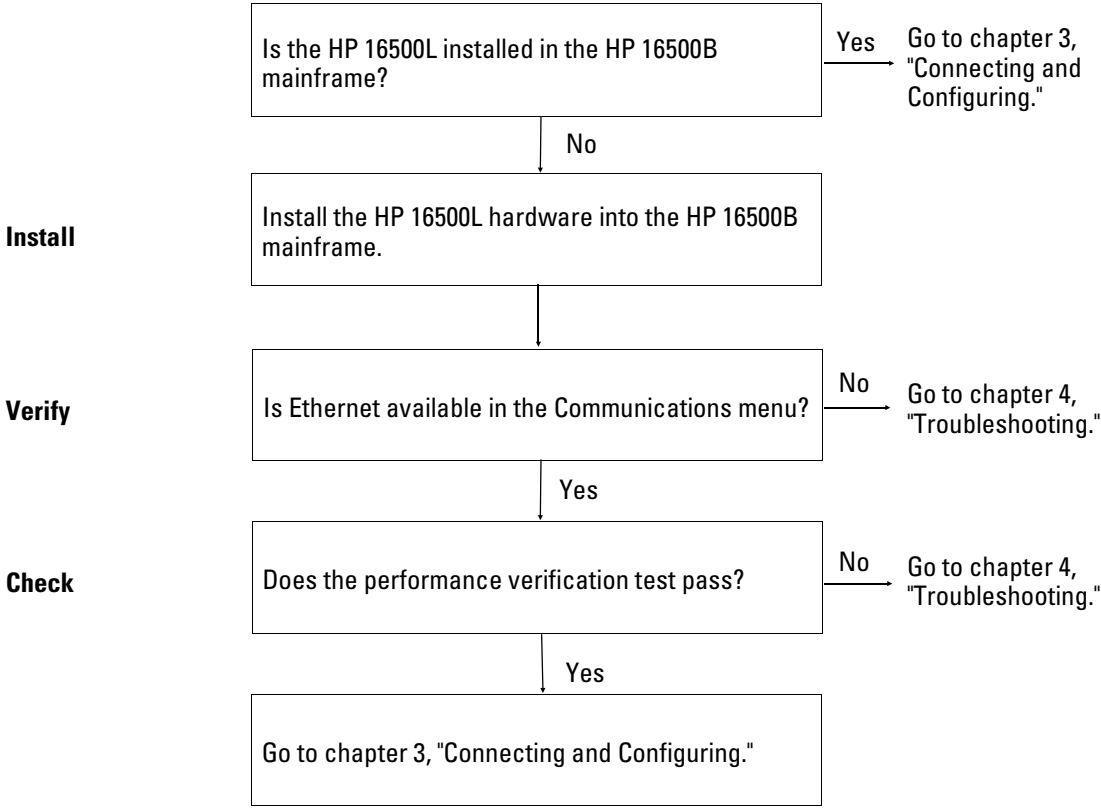 Is the HP 16500L installed in the HP 16500B
mainframe?
Yes
Go to chapter 3,
"Connecting and
Configuring."
No
Install
Install the HP 16500L hardware into the HP 16500B
mainframe.
Verify
Is Ethernet available in the Communications menu?
No
Go to chapter 4,
"Troubleshooting."
Yes
Check
Does the performance verification test pass?
No
Go to chapter 4,
"Troubleshooting."
Yes
Go to chapter 3, "Connecting and Configuring."